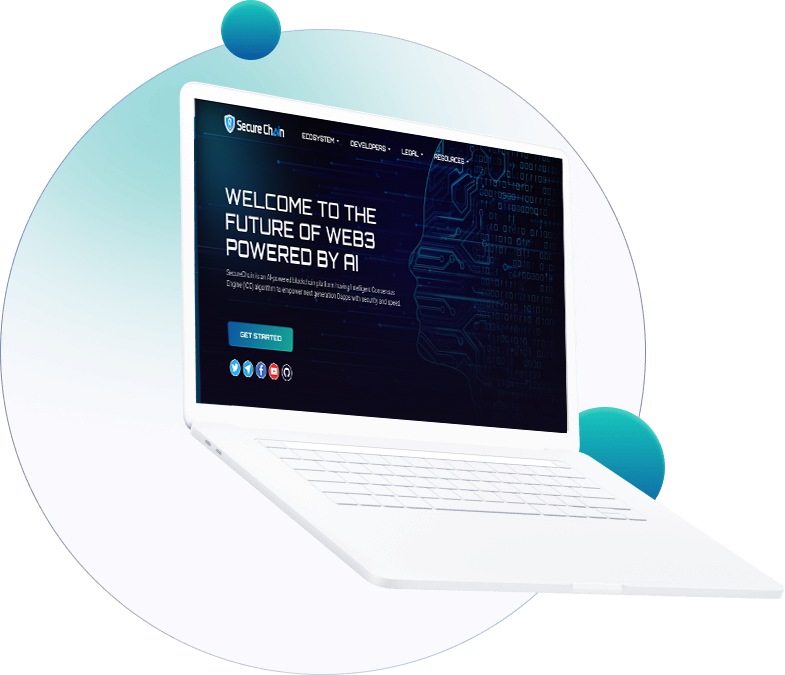 Secure Chain
ECOSYSTEM
DEVELOPERS
LEGAL
RESOURCES
WELCOME TO THE
FUTURE OF WEB3
POWERED BY AI
SecureChain is an AI-powered blockchain platform having Intelligent Consensus
Engine (ICE) algorithm to empower next generation Dapps with security and speed.
GET STARTED